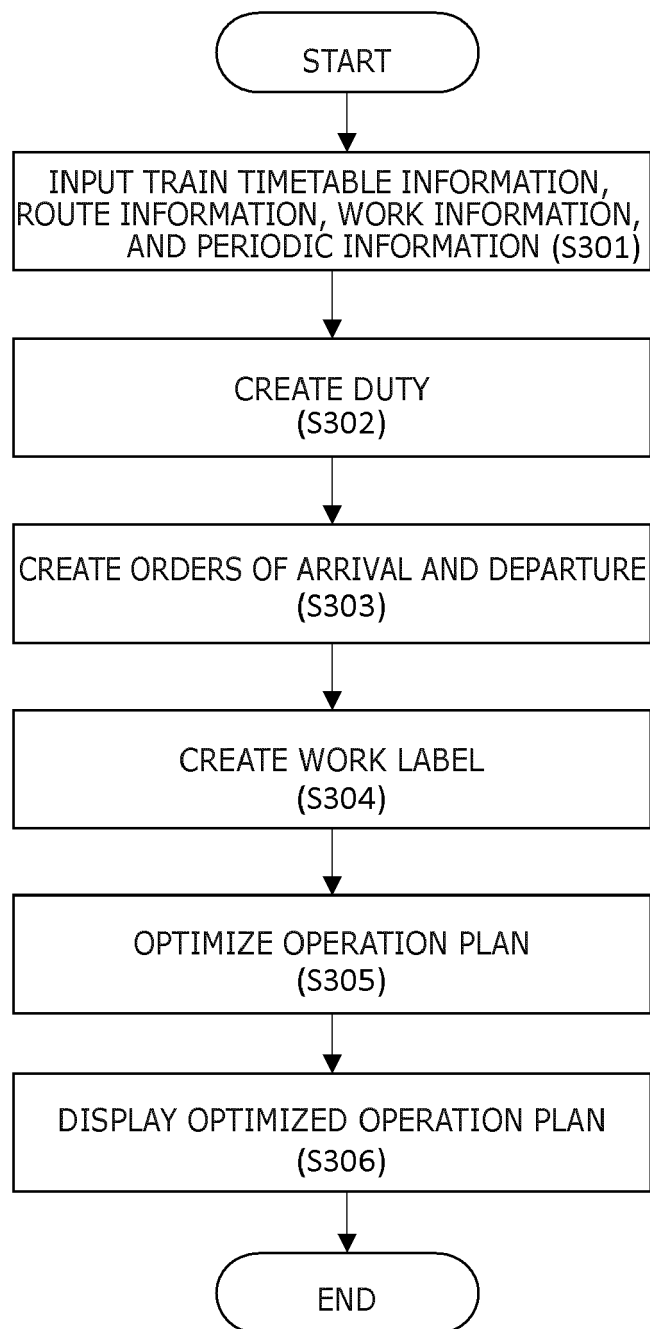 START
INPUT TRAIN TIMETABLE INFORMATION,
ROUTE INFORMATION, WORK INFORMATION,
AND PERIODIC INFORMATION (S301)
CREATE DUTY
(S302)
CREATE ORDERS OF ARRIVAL AND DEPARTURE
(S303)
CREATE WORK LABEL
(S304)
OPTIMIZE OPERATION PLAN
(S305)
DISPLAY OPTIMIZED OPERATION PLAN
(S306)
END